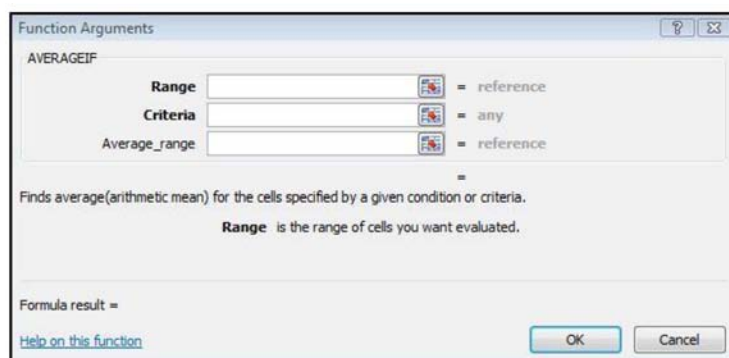 Function Arguments
AVERAGEIF
Range = reference
Criteria = any
Average_range = reference
=
Finds average(arithmetic mean) for the cells specified by a given condition or criteria.
Range is the range of cells you want evaluated.
Formula result =
Help on this function
OK Cancel